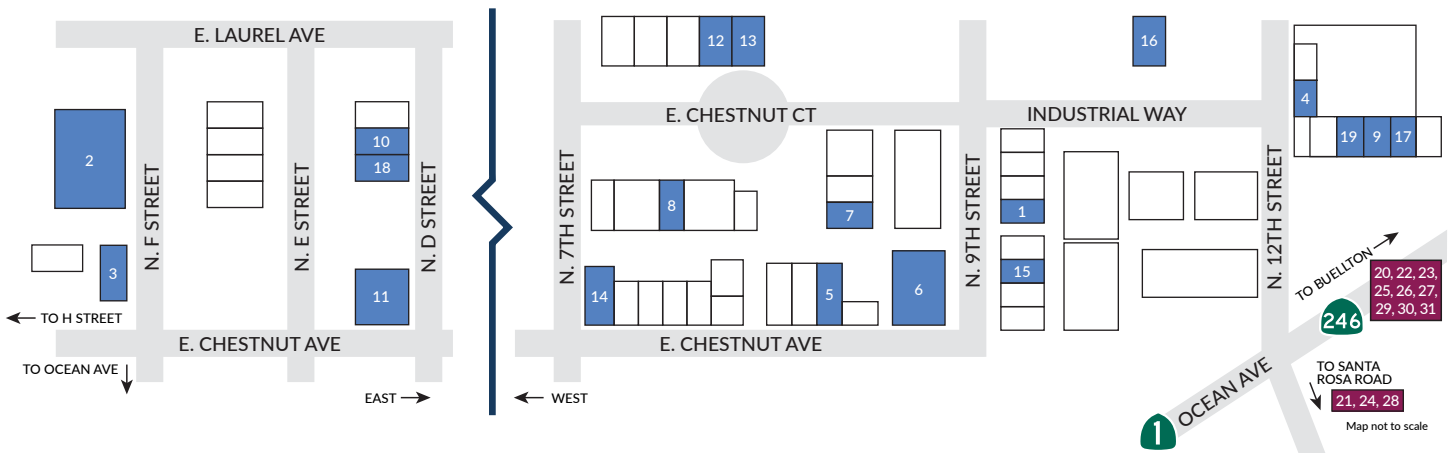 E. LAUREL AVE
2
3
10
18
11
N. F STREET
N. E STREET
N. D STREET
TO H STREET
E. CHESTNUT AVE
TO OCEAN AVE
EAST
WEST
12
13
16
4
19
9
17
E. CHESTNUT CT
INDUSTRIAL WAY
N. 7TH STREET
N. 9TH STREET
N. 12TH STREET
8
7
1
15
14
5
6
E. CHESTNUT AVE
TO BUELLTON
20, 22, 23,
25, 26, 27,
29, 30, 31
246
OCEAN AVE
1
TO SANTA
ROSA ROAD
21, 24, 28
Map not to scale